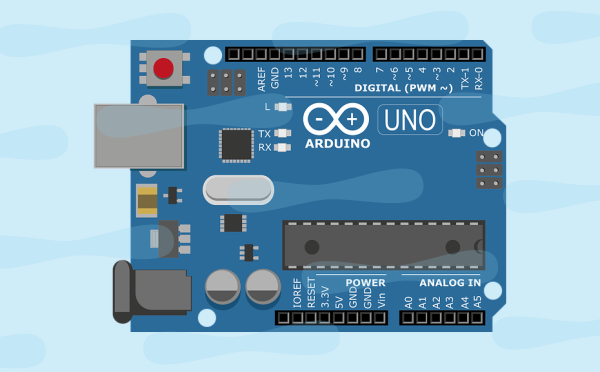 AREF
GND
13
12
~11
~10
~9
8
7
~6
~5
4
~3
2
TX→1
RX←0
DIGITAL (PWM ~)
L
TX
RX
ARDUINO
UNO
ON
POWER
ANALOG IN
IOREF
RESET
3.3V
5V
GND
GND
Vin
A0
A1
A2
A3
A4
A5